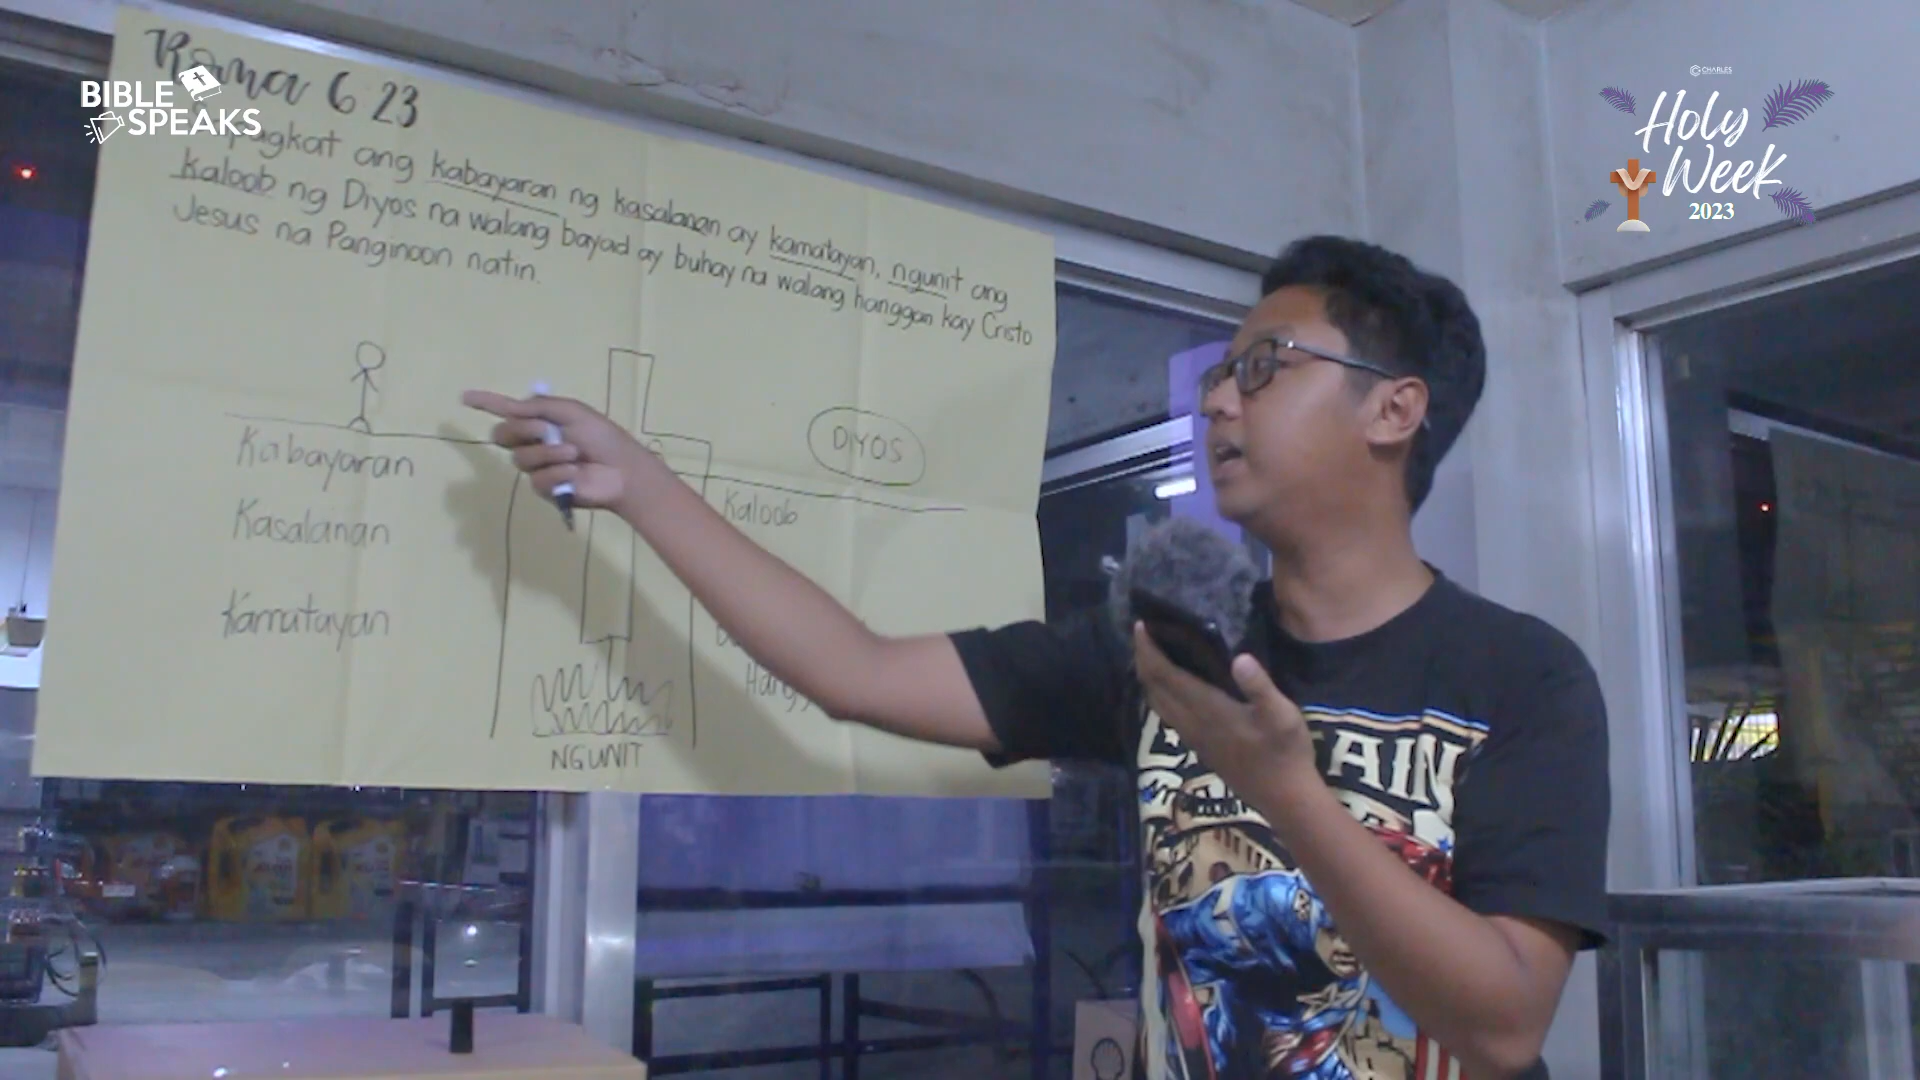 Roma 6 23
BIBLE
SPEAKS
CHARLES
Holy
Week
2023
ang kabayaran ng kasalanan ay kamatayan, ngunit ang
Kaloob ng Diyos na walang bayad ay buhay na walang hanggan kay Cristo
Jesus na Panginoon natin.
DIYOS
Kabayaran
Kaloob
Kasalanan
Kamatayan
NGUNIT